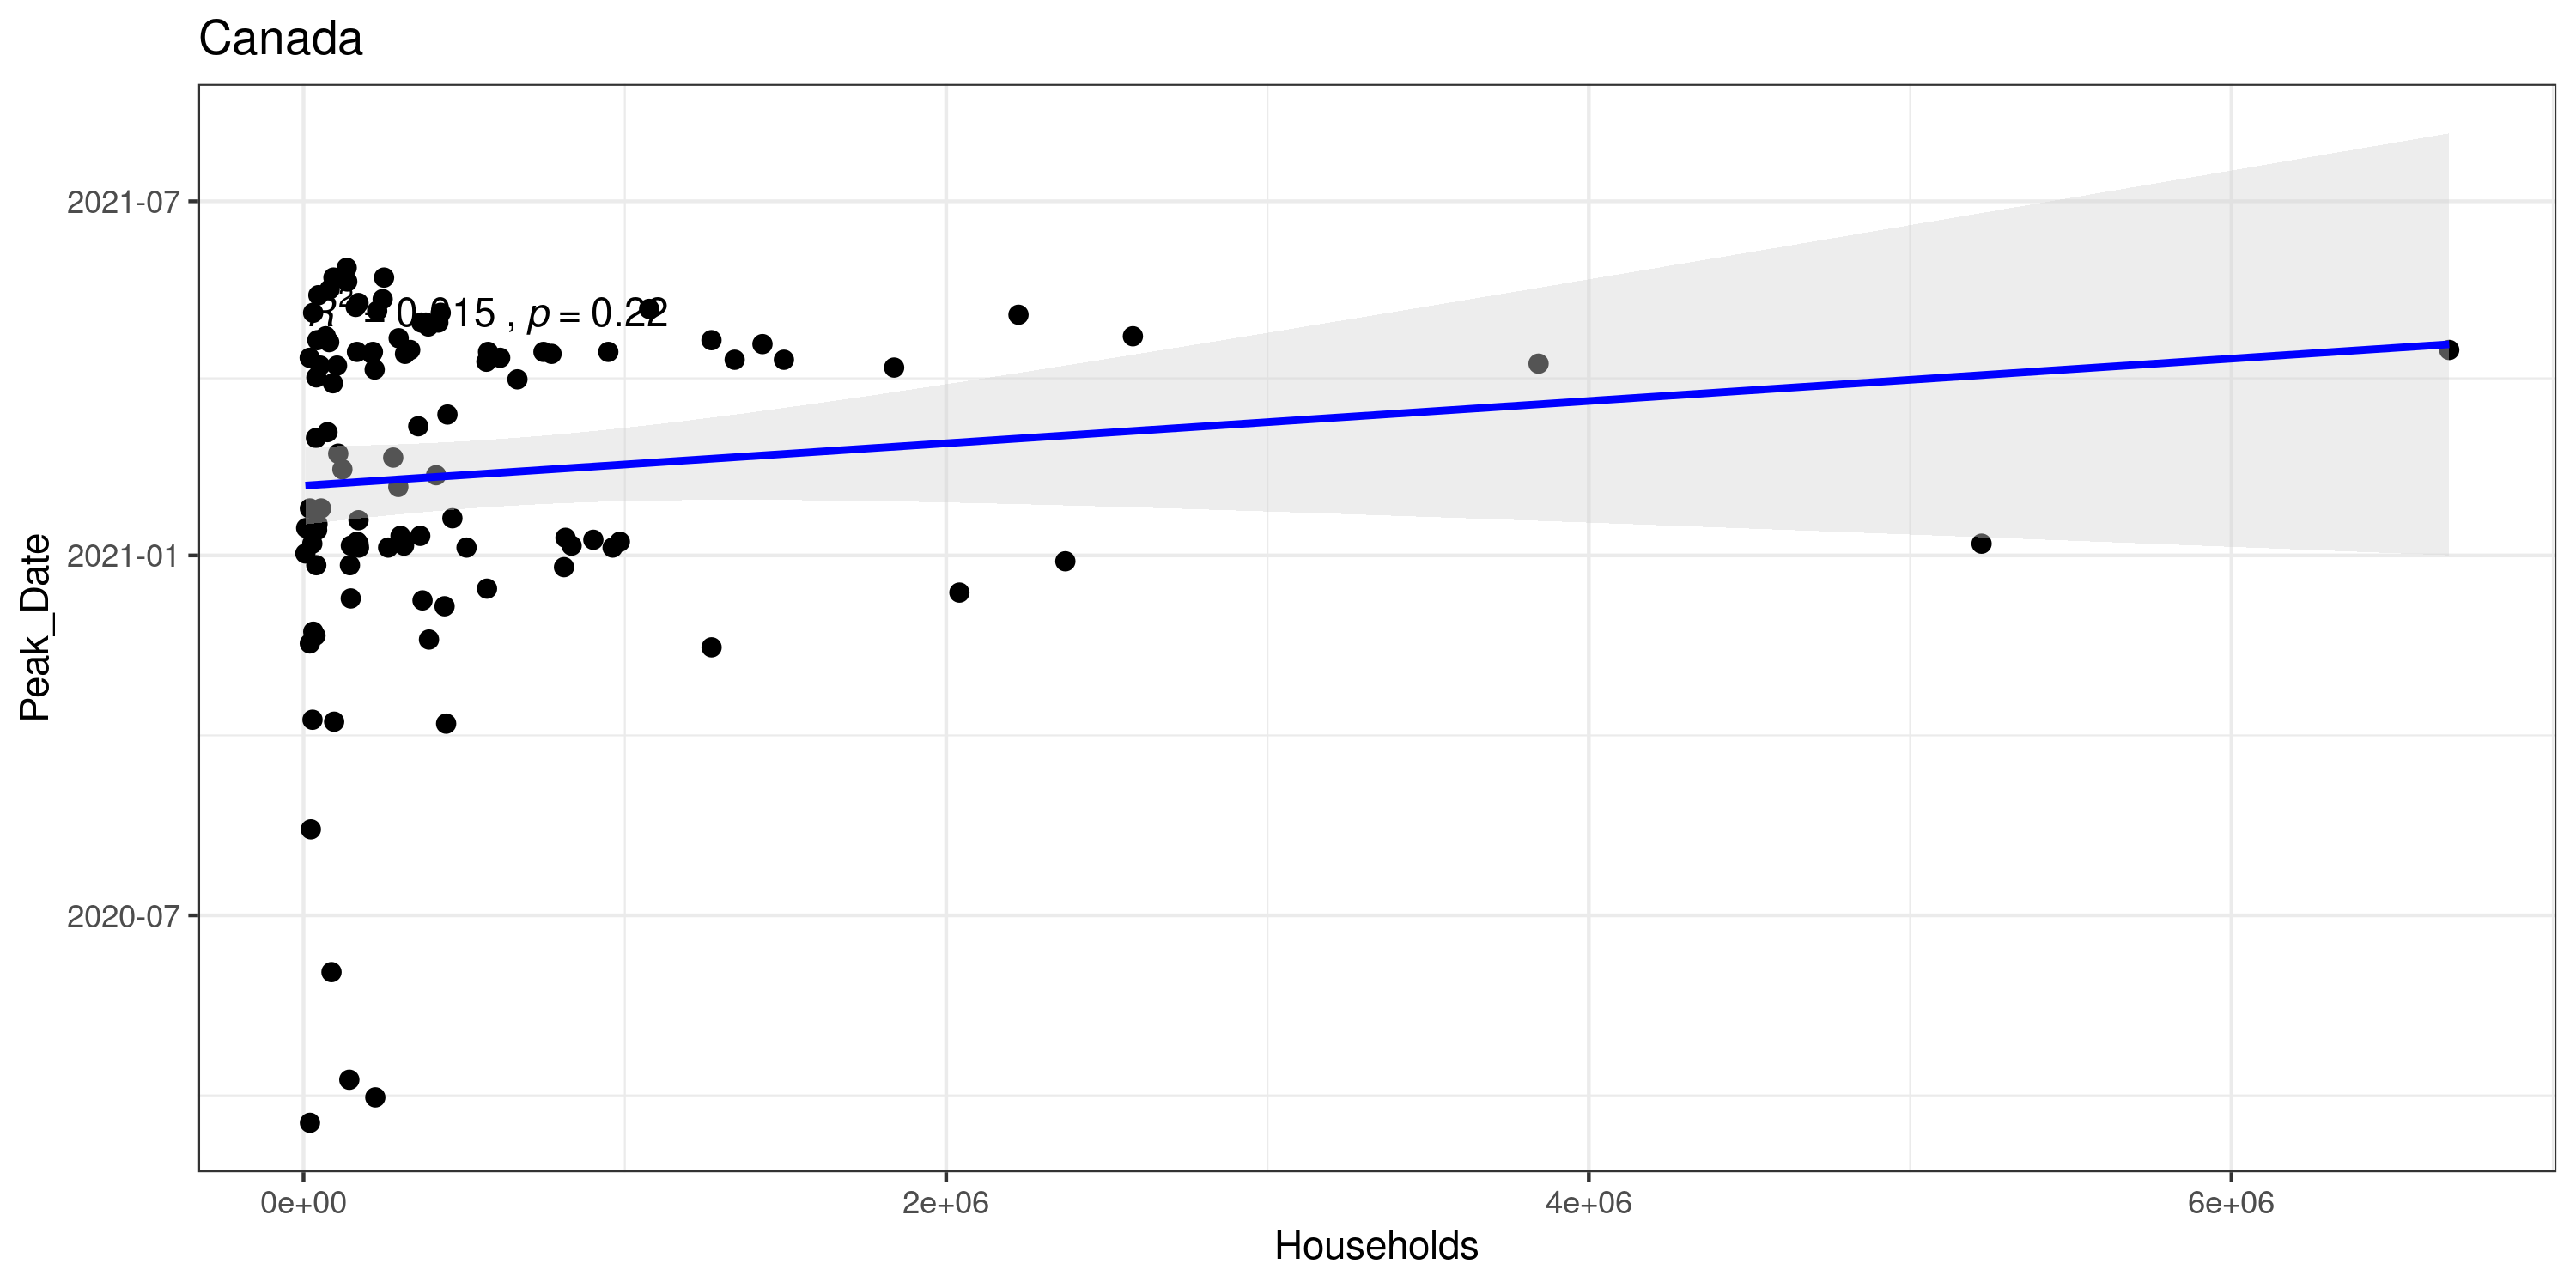 Canada
2021-07
R² = 0.015 , p = 0.22
2021-01
Peak_Date
2020-07
0e+00 2e+06 4e+06 6e+06
Households